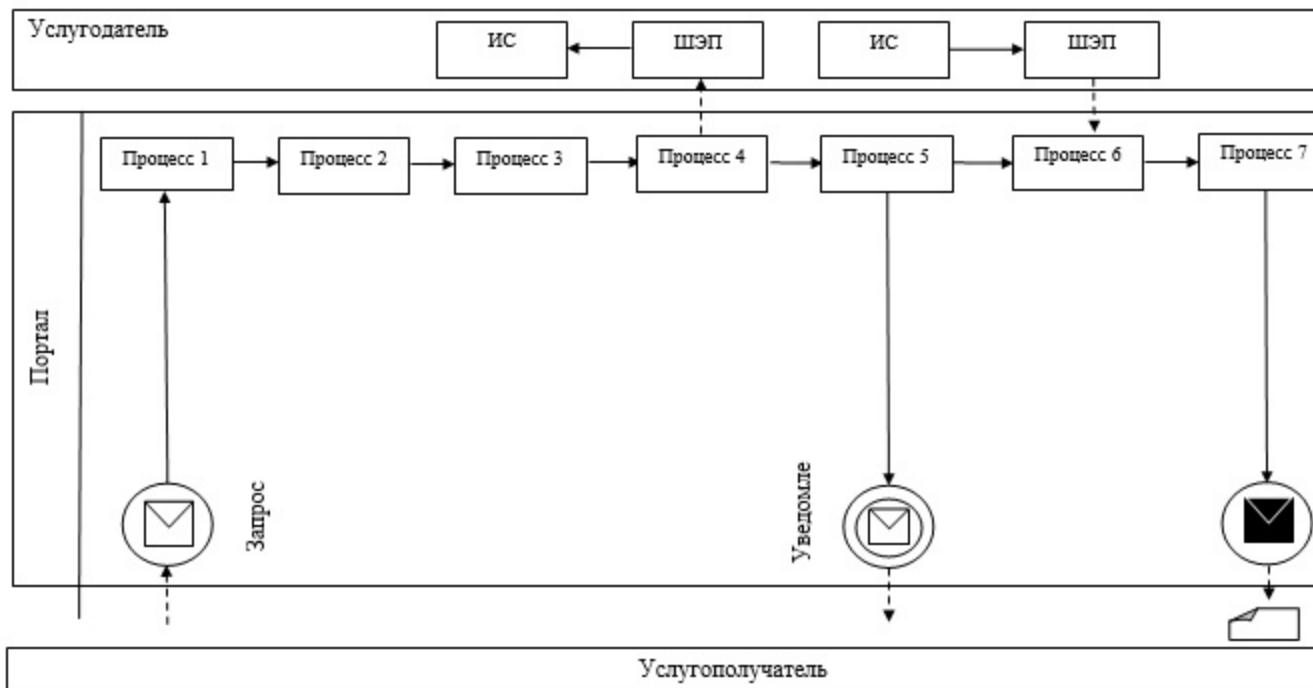 Услугодатель
ИС
ШЭП
ИС
ШЭП
Процесс 1
Процесс 2
Процесс 3
Процесс 4
Процесс 5
Процесс 6
Процесс 7
Портал
Запрос
Уведомле
Услугополучатель